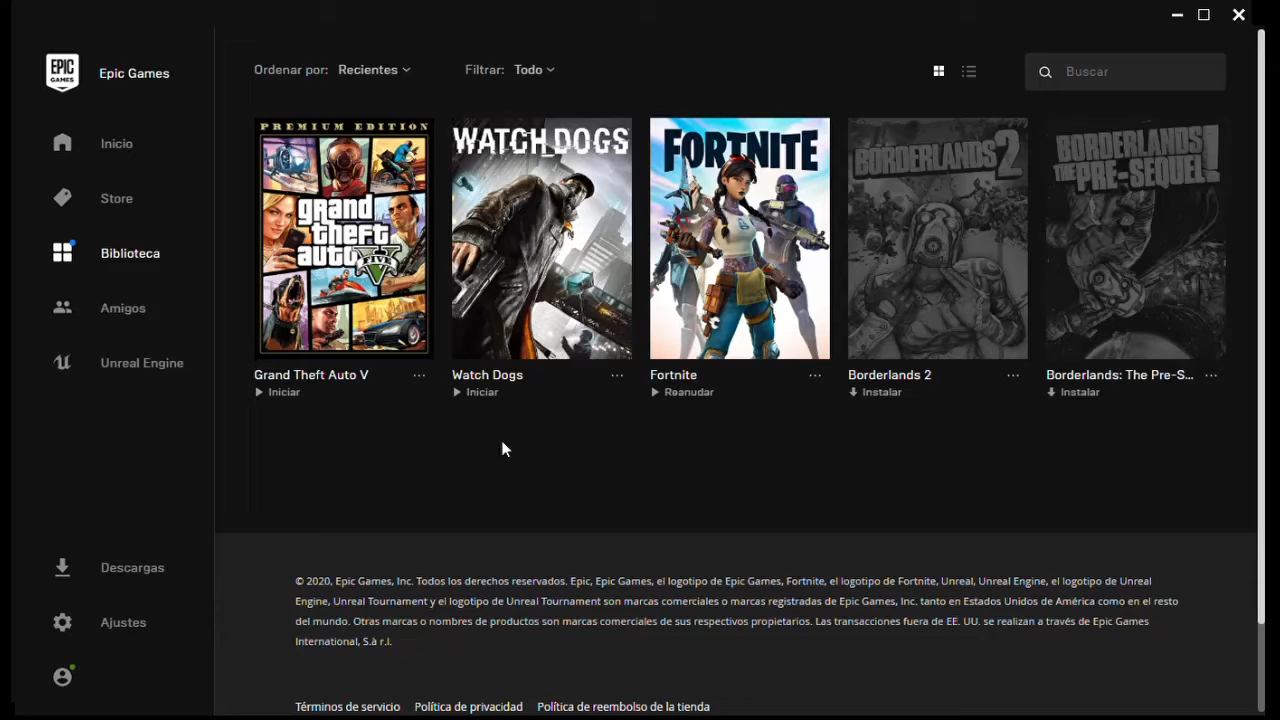 EPIC
GAMES
Epic Games
Inicio
Store
Biblioteca
Amigos
Unreal Engine
Descargas
Ajustes
Ordenar por: Recientes
Filtrar: Todo
Buscar
PREMIUM EDITION
grand
theft
auto
V
FIVE
WATCH_DOGS
FORTNITE
BORDERLANDS 2
BORDERLANDS
THE PRE-SEQUEL!
Grand Theft Auto V ...
Iniciar
Watch Dogs ...
Iniciar
Fortnite ...
Reanudar
Borderlands 2 ...
Instalar
Borderlands: The Pre-S... ...
Instalar
© 2020, Epic Games, Inc. Todos los derechos reservados. Epic, Epic Games, el logotipo de Epic Games, Fortnite, el logotipo de Fortnite, Unreal, Unreal Engine, el logotipo de Unreal
Engine, Unreal Tournament y el logotipo de Unreal Tournament son marcas comerciales o marcas registradas de Epic Games, Inc. tanto en Estados Unidos de América como en el resto
del mundo. Otras marcas o nombres de productos son marcas comerciales de sus respectivos propietarios. Las transacciones fuera de EE. UU. se realizan a través de Epic Games
International, S.à r.l.
Términos de servicio Política de privacidad Política de reembolso de la tienda